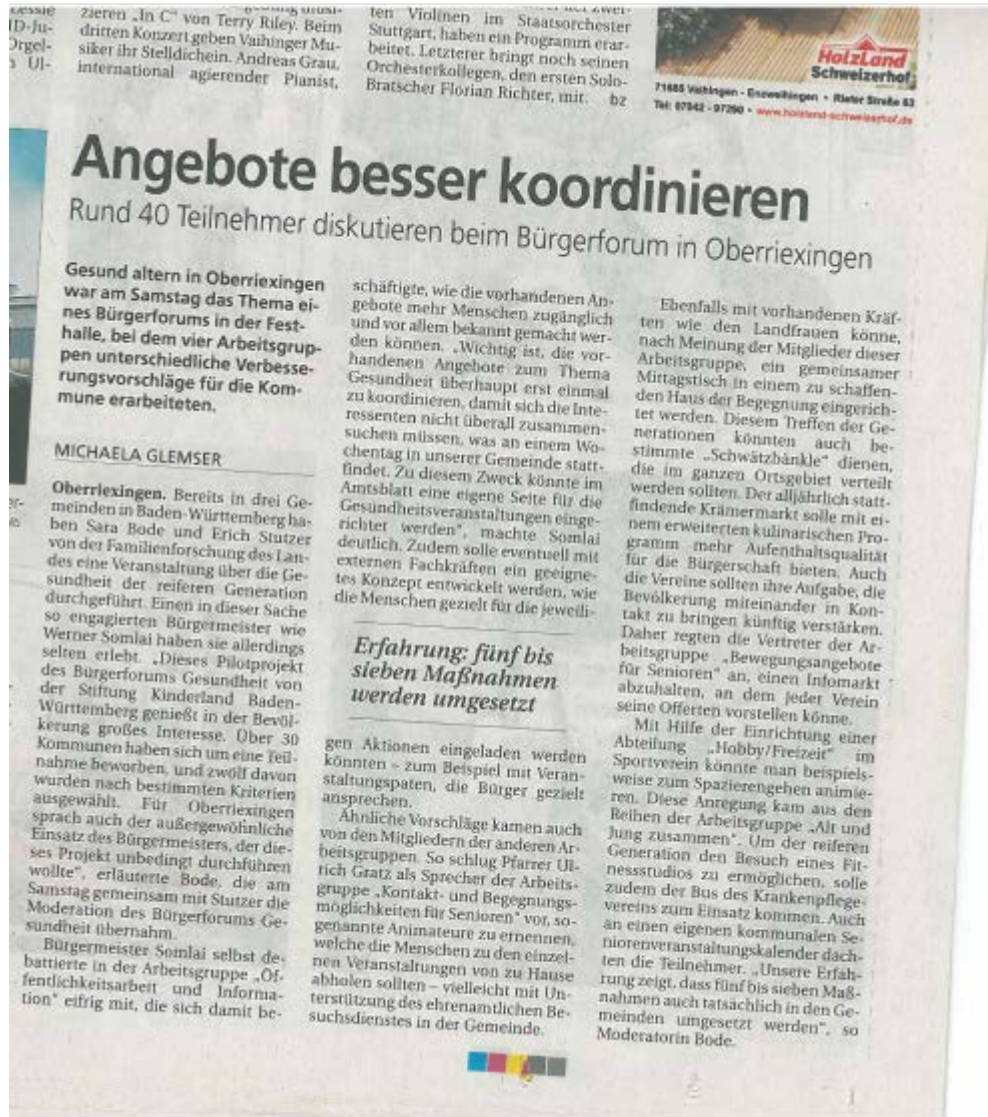 zieren „In C" von Terry Riley. Beim
dritten Konzert geben Vaihinger Mu-
siker ihr Stelldichein. Andreas Grau,
international agierender Pianist,
ten Violinen im Staatsorchester
Stuttgart, haben ein Programm erar-
beitet. Letzterer bringt noch seinen
Orchesterkollegen, den ersten Solo-
Bratscher Florian Richter, mit. bz
HolzLand
Schweizerhof
71665 Vaihingen - Enzweihingen • Rieter Straße 63
Tel: 07042 - 97290 • www.holzland-schweizerhof.de
Angebote besser koordinieren
Rund 40 Teilnehmer diskutieren beim Bürgerforum in Oberriexingen
Gesund altern in Oberriexingen
war am Samstag das Thema ei-
nes Bürgerforums in der Fest-
halle, bei dem vier Arbeitsgrup-
pen unterschiedliche Verbesse-
rungsvorschläge für die Kom-
mune erarbeiteten.
MICHAELA GLEMSER
Oberriexingen. Bereits in drei Ge-
meinden in Baden-Württemberg ha-
ben Sara Bode und Erich Stutzer
von der Familienforschung des Lan-
des eine Veranstaltung über die Ge-
sundheit der reiferen Generation
durchgeführt. Einen in dieser Sache
so engagierten Bürgermeister wie
Werner Somlai haben sie allerdings
selten erlebt. „Dieses Pilotprojekt
des Bürgerforums Gesundheit von
der Stiftung Kinderland Baden-
Württemberg genießt in der Bevöl-
kerung großes Interesse. Über 30
Kommunen haben sich um eine Teil-
nahme beworben, und zwölf davon
wurden nach bestimmten Kriterien
ausgewählt. Für Oberriexingen
sprach auch der außergewöhnliche
Einsatz des Bürgermeisters, der die-
ses Projekt unbedingt durchführen
wollte", erläuterte Bode, die am
Samstag gemeinsam mit Stutzer die
Moderation des Bürgerforums Ge-
sundheit übernahm.
Bürgermeister Somlai selbst de-
battierte in der Arbeitsgruppe „Öf-
fentlichkeitsarbeit und Informa-
tion" eifrig mit, die sich damit be-
schäftigte, wie die vorhandenen An-
gebote mehr Menschen zugänglich
und vor allem bekannt gemacht wer-
den können. „Wichtig ist, die vor-
handenen Angebote zum Thema
Gesundheit überhaupt erst einmal
zu koordinieren, damit sich die Inte-
ressenten nicht überall zusammen-
suchen müssen, was an einem Wo-
chentag in unserer Gemeinde statt-
findet. Zu diesem Zweck könnte im
Amtsblatt eine eigene Seite für die
Gesundheitsveranstaltungen einge-
richtet werden", machte Somlai
deutlich. Zudem solle eventuell mit
externen Fachkräften ein geeigne-
tes Konzept entwickelt werden, wie
die Menschen gezielt für die jeweili-
Erfahrung: fünf bis
sieben Maßnahmen
werden umgesetzt
gen Aktionen eingeladen werden
könnten – zum Beispiel mit Veran-
staltungspaten, die Bürger gezielt
ansprechen.
Ähnliche Vorschläge kamen auch
von den Mitgliedern der anderen Ar-
beitsgruppen. So schlug Pfarrer Ul-
rich Gratz als Sprecher der Arbeits-
gruppe „Kontakt- und Begegnungs-
möglichkeiten für Senioren" vor, so-
genannte Animateure zu ernennen,
welche die Menschen zu den einzel-
nen Veranstaltungen von zu Hause
abholen sollten – vielleicht mit Un-
terstützung des ehrenamtlichen Be-
suchsdienstes in der Gemeinde.
Ebenfalls mit vorhandenen Kräf-
ten wie den Landfrauen könne,
nach Meinung der Mitglieder dieser
Arbeitsgruppe, ein gemeinsamer
Mittagstisch in einem zu schaffen-
den Haus der Begegnung eingerich-
tet werden. Diesem Treffen der Ge-
nerationen könnten auch be-
stimmte „Schwätzbänkle" dienen,
die im ganzen Ortsgebiet verteilt
werden sollten. Der alljährlich statt-
findende Krämermarkt solle mit ei-
nem erweiterten kulinarischen Pro-
gramm mehr Aufenthaltsqualität
für die Bürgerschaft bieten. Auch
die Vereine sollten ihre Aufgabe, die
Bevölkerung miteinander in Kon-
takt zu bringen künftig verstärken.
Daher regten die Vertreter der Ar-
beitsgruppe „Bewegungsangebote
für Senioren" an, einen Infomarkt
abzuhalten, an dem jeder Verein
seine Offerten vorstellen könne.
Mit Hilfe der Einrichtung einer
Abteilung „Hobby/Freizeit" im
Sportverein könnte man beispiels-
weise zum Spazierengehen animie-
ren. Diese Anregung kam aus den
Reihen der Arbeitsgruppe „Alt und
Jung zusammen". Um der reiferen
Generation den Besuch eines Fit-
nessstudios zu ermöglichen, solle
zudem der Bus des Krankenpflege-
vereins zum Einsatz kommen. Auch
an einen eigenen kommunalen Se-
niorenveranstaltungskalender dach-
ten die Teilnehmer. „Unsere Erfah-
rung zeigt, dass fünf bis sieben Maß-
nahmen auch tatsächlich in den Ge-
meinden umgesetzt werden", so
Moderatorin Bode.